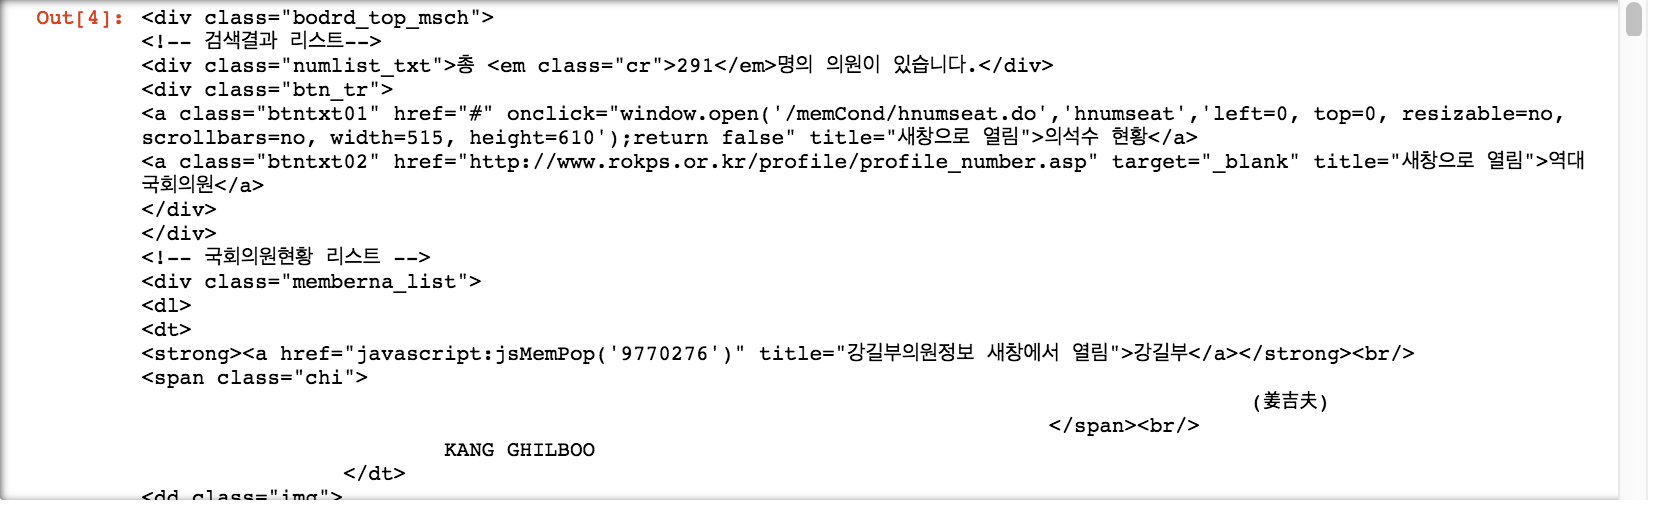 Out[4]: <div class="bodrd_top_msch">
<!-- 검색결과 리스트-->
<div class="numlist_txt">총 <em class="cr">291</em>명의 의원이 있습니다.</div>
<div class="btn_tr">
<a class="btntxt01" href="#" onclick="window.open('/memCond/hnumseat.do','hnumseat','left=0, top=0, resizable=no,
scrollbars=no, width=515, height=610');return false" title="새창으로 열림">의석수 현황</a>
<a class="btntxt02" href="http://www.rokps.or.kr/profile/profile_number.asp" target="_blank" title="새창으로 열림">역대
국회의원</a>
</div>
</div>
<!-- 국회의원현황 리스트 -->
<div class="memberna_list">
<dl>
<dt>
<strong><a href="javascript:jsMemPop('9770276')" title="강길부의원정보 새창에서 열림">강길부</a></strong><br/>
<span class="chi">
(姜吉夫)
</span><br/>
KANG GHILBOO
</dt>
<dd class="img">